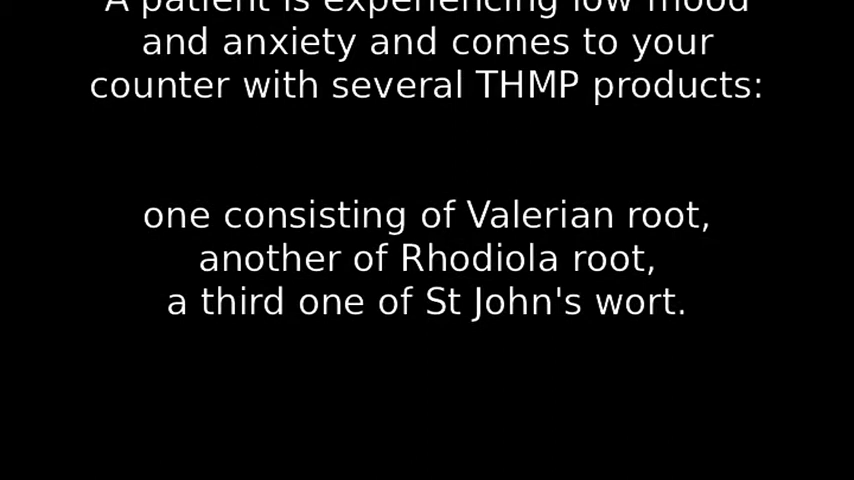 A patient is experiencing low mood
and anxiety and comes to your
counter with several THMP products:
one consisting of Valerian root,
another of Rhodiola root,
a third one of St John's wort.